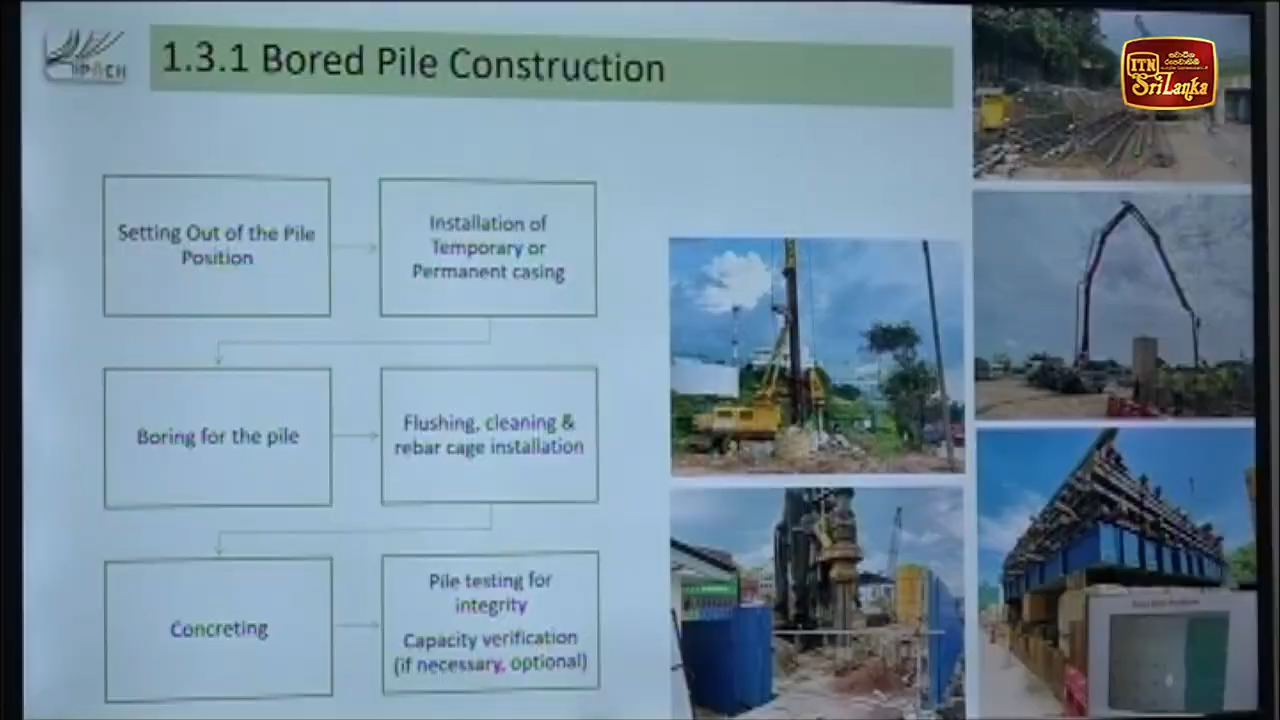 1.3.1 Bored Pile Construction
ITN
SriLanka
Setting Out of the Pile
Position
Installation of
Temporary or
Permanent casing
Boring for the pile
Flushing, cleaning &
rebar cage installation
Concreting
Pile testing for
integrity
Capacity verification
(if necessary, optional)